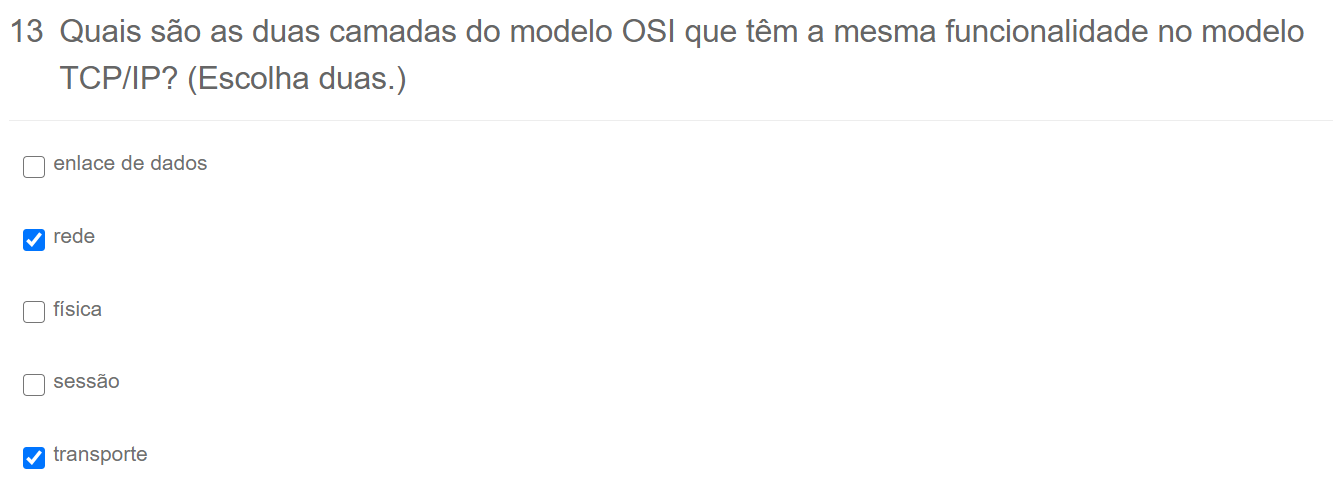 13 Quais são as duas camadas do modelo OSI que têm a mesma funcionalidade no modelo
TCP/IP? (Escolha duas.)
enlace de dados
rede
física
sessão
transporte